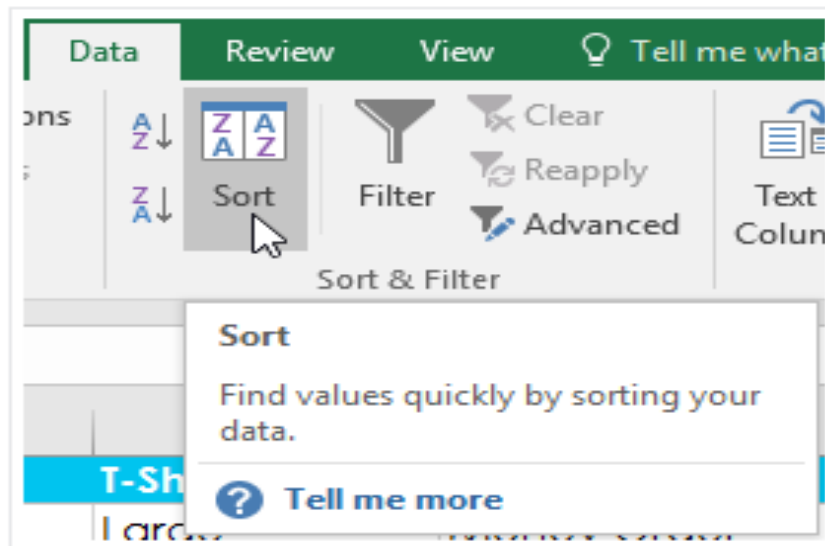 Data Review View Tell me what
ons
A
Z
Z A
A Z
Clear
Reapply
Z
A
Sort Filter
Advanced
Text
Colun
Sort & Filter
Sort
Find values quickly by sorting your
data.
T-Sh
? Tell me more